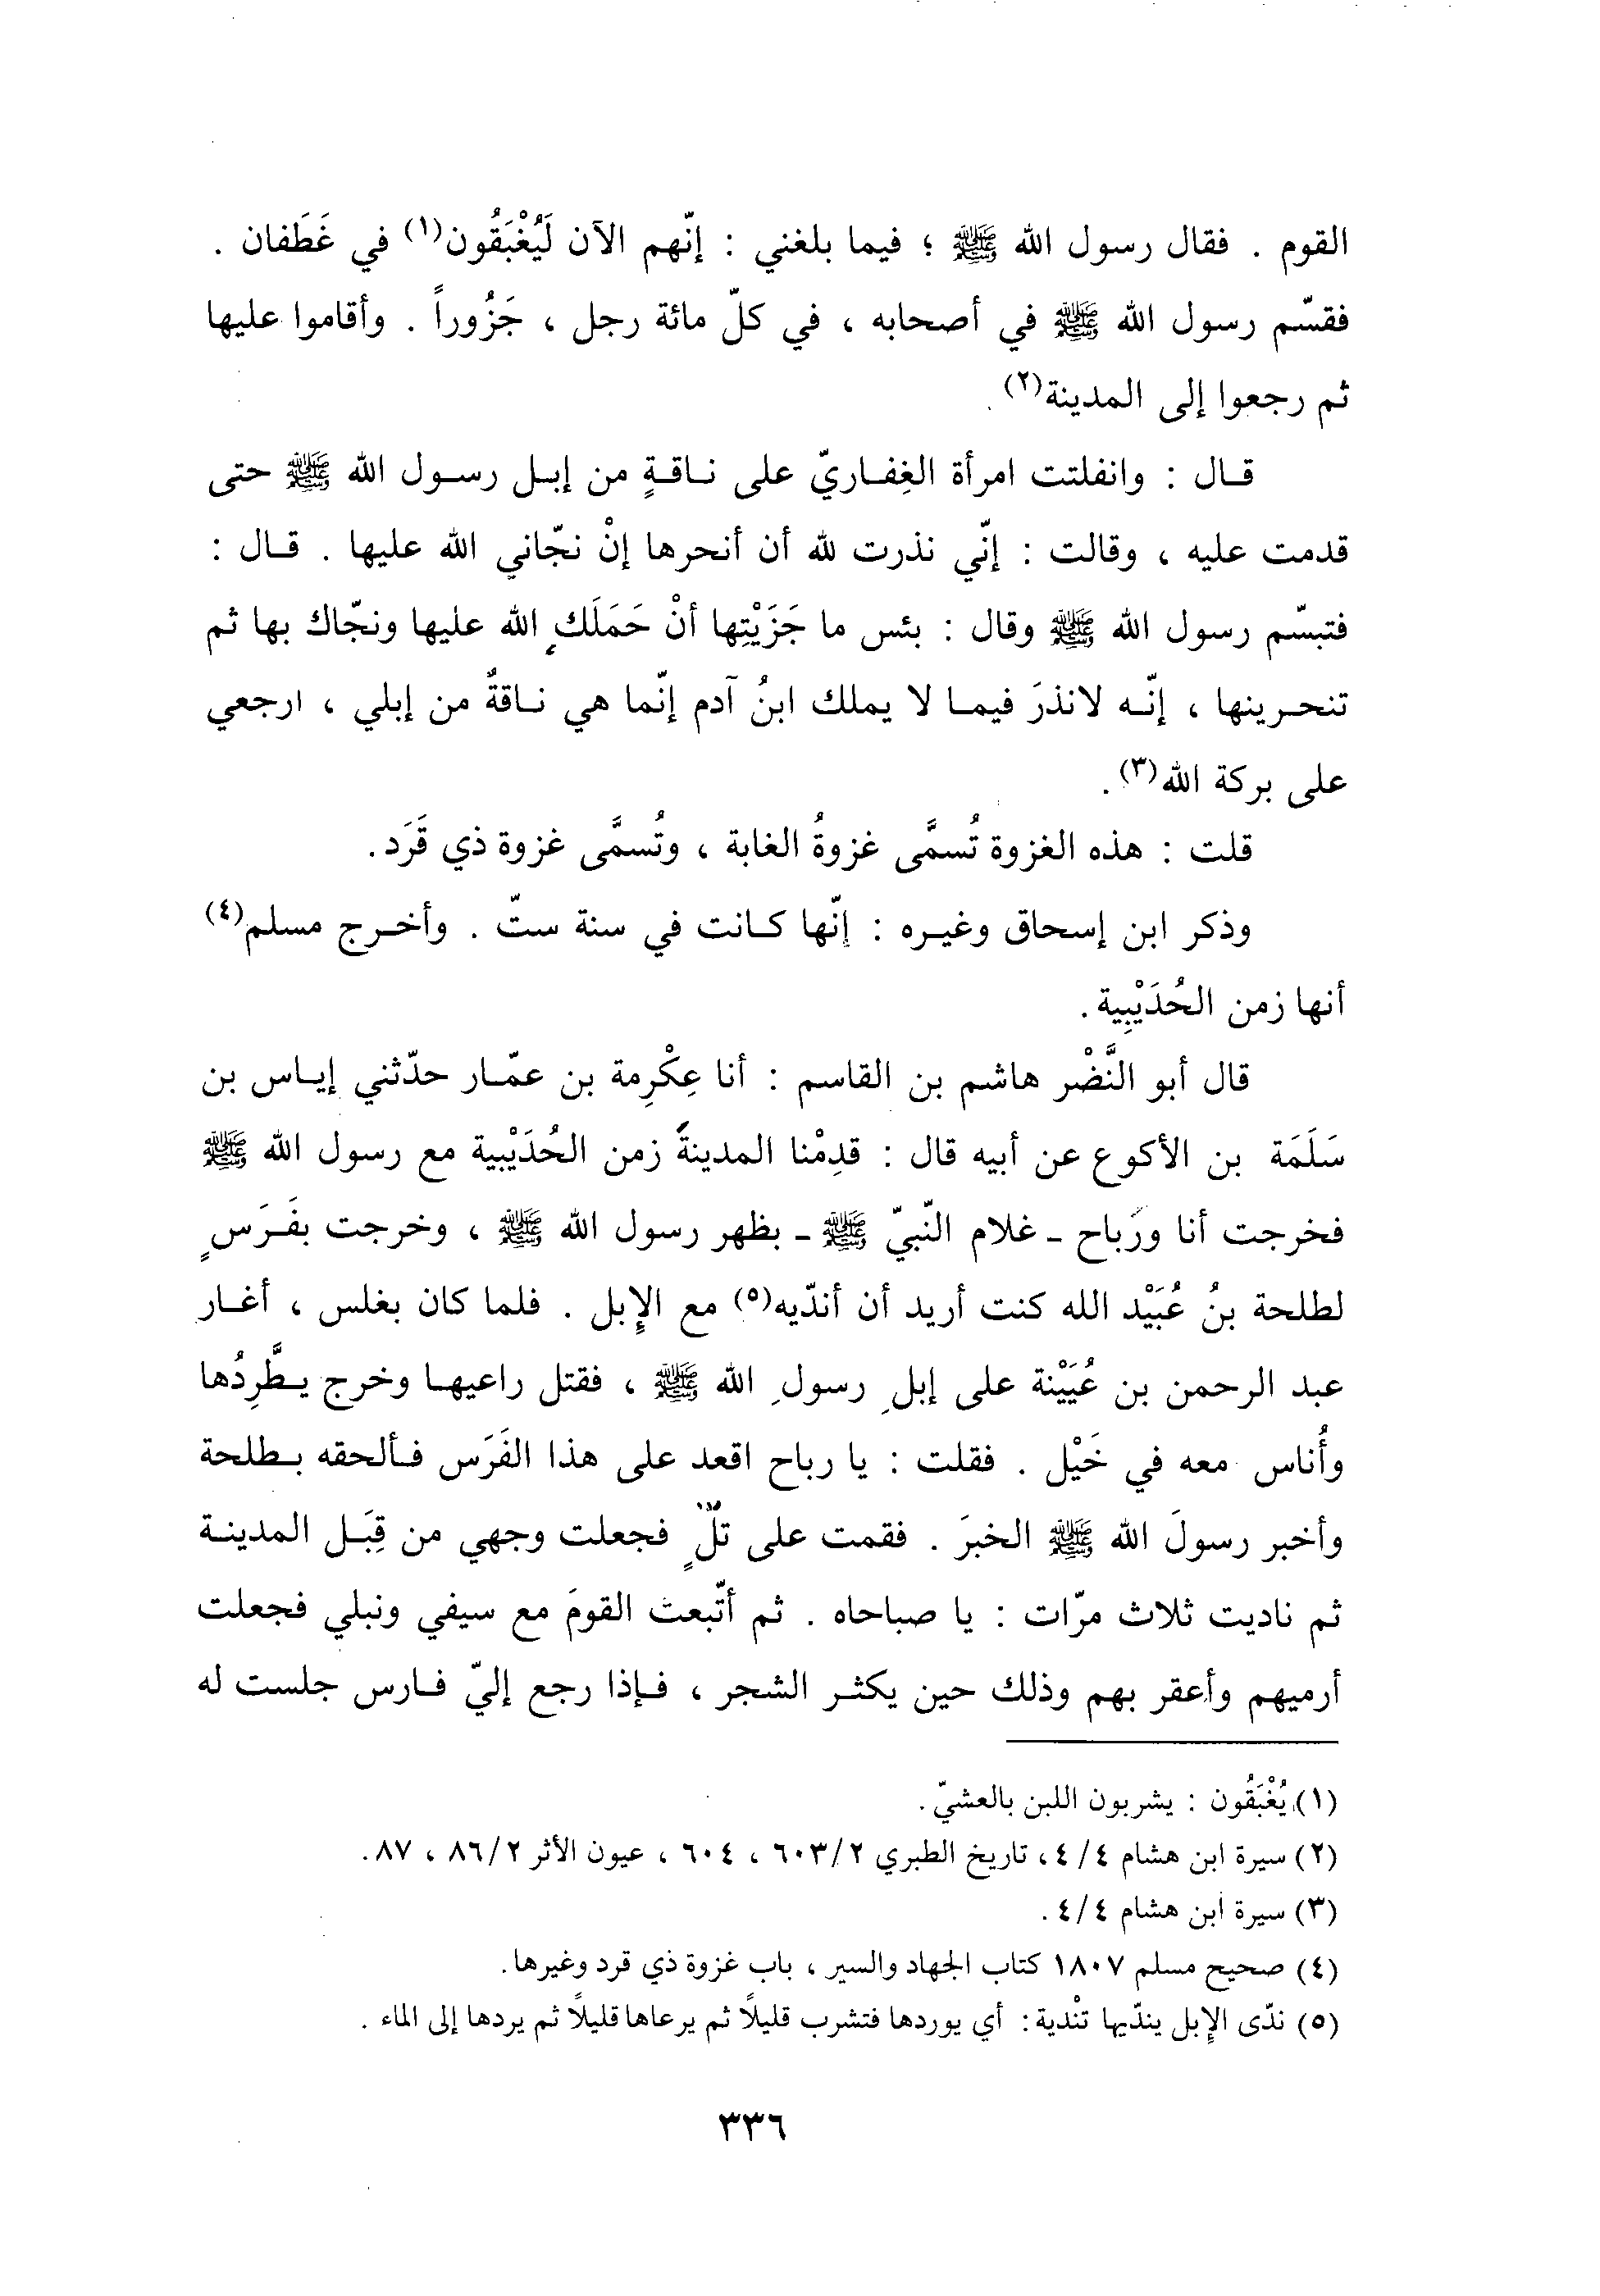 القوم . فقال رسول الله ﷺ ؛ فيما بلغني : إنّهم الآن لَيُغْبَقُون(١) في غَطَفان .
فقسّم رسول الله ﷺ في أصحابه ، في كلّ مائة رجل ، جَزُوراً . وأقاموا عليها
ثم رجعوا إلى المدينة(٢) .
قال : وانفلتت امرأة الغِفاريّ على ناقةٍ من إبل رسول الله ﷺ حتى
قدمت عليه ، وقالت : إنّي نذرت لله أن أنحرها إنْ نجّاني الله عليها . قال :
فتبسّم رسول الله ﷺ وقال : بئس ما جَزَيْتِها أنْ حَمَلَكِ الله عليها ونجّاك بها ثم
تنحرينها ، إنّه لانذرَ فيما لا يملك ابنُ آدم إنّما هي ناقةٌ من إبلي ، ارجعي
على بركة الله(٣) .
قلت : هذه الغزوة تُسمَّى غزوةُ الغابة ، وتُسمَّى غزوة ذي قَرَد .
وذكر ابن إسحاق وغيره : إنّها كانت في سنة ستّ . وأخرج مسلم(٤)
أنها زمن الحُدَيْبِية .
قال أبو النَّضْر هاشم بن القاسم : أنا عِكْرِمة بن عمّار حدّثني إياس بن
سَلَمَة بن الأكوع عن أبيه قال : قدِمْنا المدينةَ زمن الحُدَيْبية مع رسول الله ﷺ
فخرجت أنا ورَباح - غلام النّبيّ ﷺ - بظهر رسول الله ﷺ ، وخرجت بفَرَسٍ
لطلحة بنُ عُبَيْد الله كنت أريد أن أندّيه(٥) مع الإبل . فلما كان بغلس ، أغار
عبد الرحمن بن عُيَيْنة على إبلِ رسولِ الله ﷺ ، فقتل راعيها وخرج يطَّرِدُها
وأُناس معه في خَيْل . فقلت : يا رباح اقعد على هذا الفَرَس فألحقه بطلحة
وأخبر رسولَ الله ﷺ الخبرَ . فقمت على تلٍّ فجعلت وجهي من قِبَل المدينة
ثم ناديت ثلاث مرّات : يا صباحاه . ثم أتّبعت القومَ مع سيفي ونبلي فجعلت
أرميهم وأعقر بهم وذلك حين يكثر الشجر ، فإذا رجع إليّ فارس جلست له
(١) يُغْبَقُون : يشربون اللبن بالعشيّ .
(٢) سيرة ابن هشام ٤/٤ ، تاريخ الطبري ٦٠٣/٢ ، ٦٠٤ ، عيون الأثر ٨٦/٢ ، ٨٧ .
(٣) سيرة ابن هشام ٤/٤ .
(٤) صحيح مسلم ١٨٠٧ كتاب الجهاد والسير ، باب غزوة ذي قرد وغيرها .
(٥) ندّى الإبل يندّيها تنْدية : أي يوردها فتشرب قليلًا ثم يرعاها قليلًا ثم يردها إلى الماء .
٣٣٦